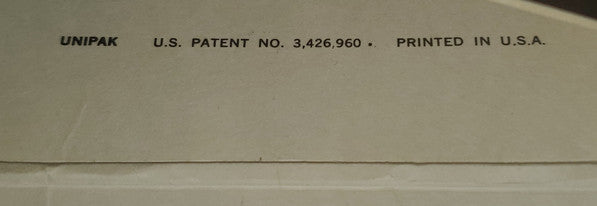 UNIPAK U.S. PATENT NO. 3,426,960 • PRINTED IN U.S.A.